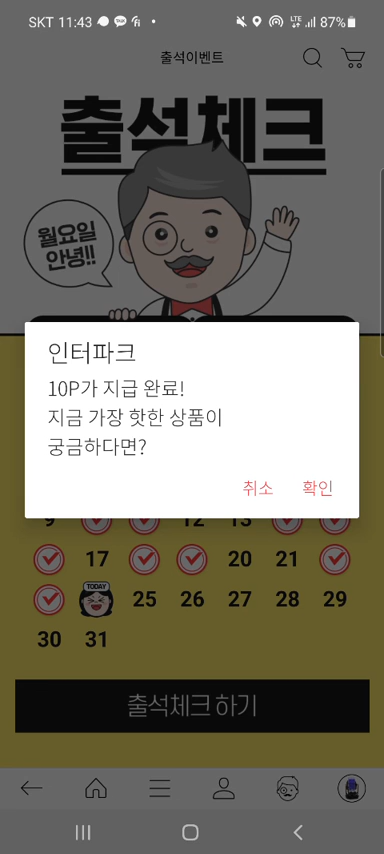 SKT 11:43
LTE
87%
출석이벤트
출석체크
월요일
안녕!!
인터파크
10P가 지급 완료!
지금 가장 핫한 상품이
궁금하다면?
취소 확인
9 12 13
17 20 21
TODAY
25 26 27 28 29
30 31
출석체크 하기